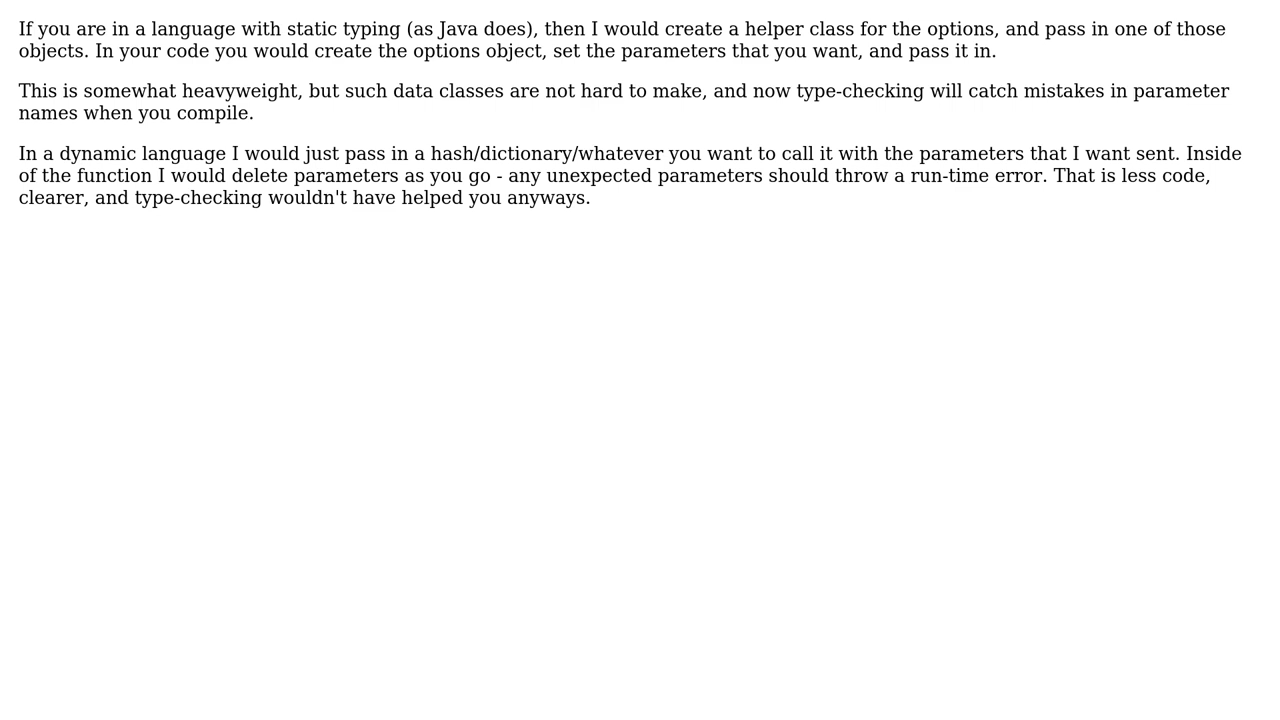 If you are in a language with static typing (as Java does), then I would create a helper class for the options, and pass in one of those
objects. In your code you would create the options object, set the parameters that you want, and pass it in.
This is somewhat heavyweight, but such data classes are not hard to make, and now type-checking will catch mistakes in parameter
names when you compile.
In a dynamic language I would just pass in a hash/dictionary/whatever you want to call it with the parameters that I want sent. Inside
of the function I would delete parameters as you go - any unexpected parameters should throw a run-time error. That is less code,
clearer, and type-checking wouldn't have helped you anyways.